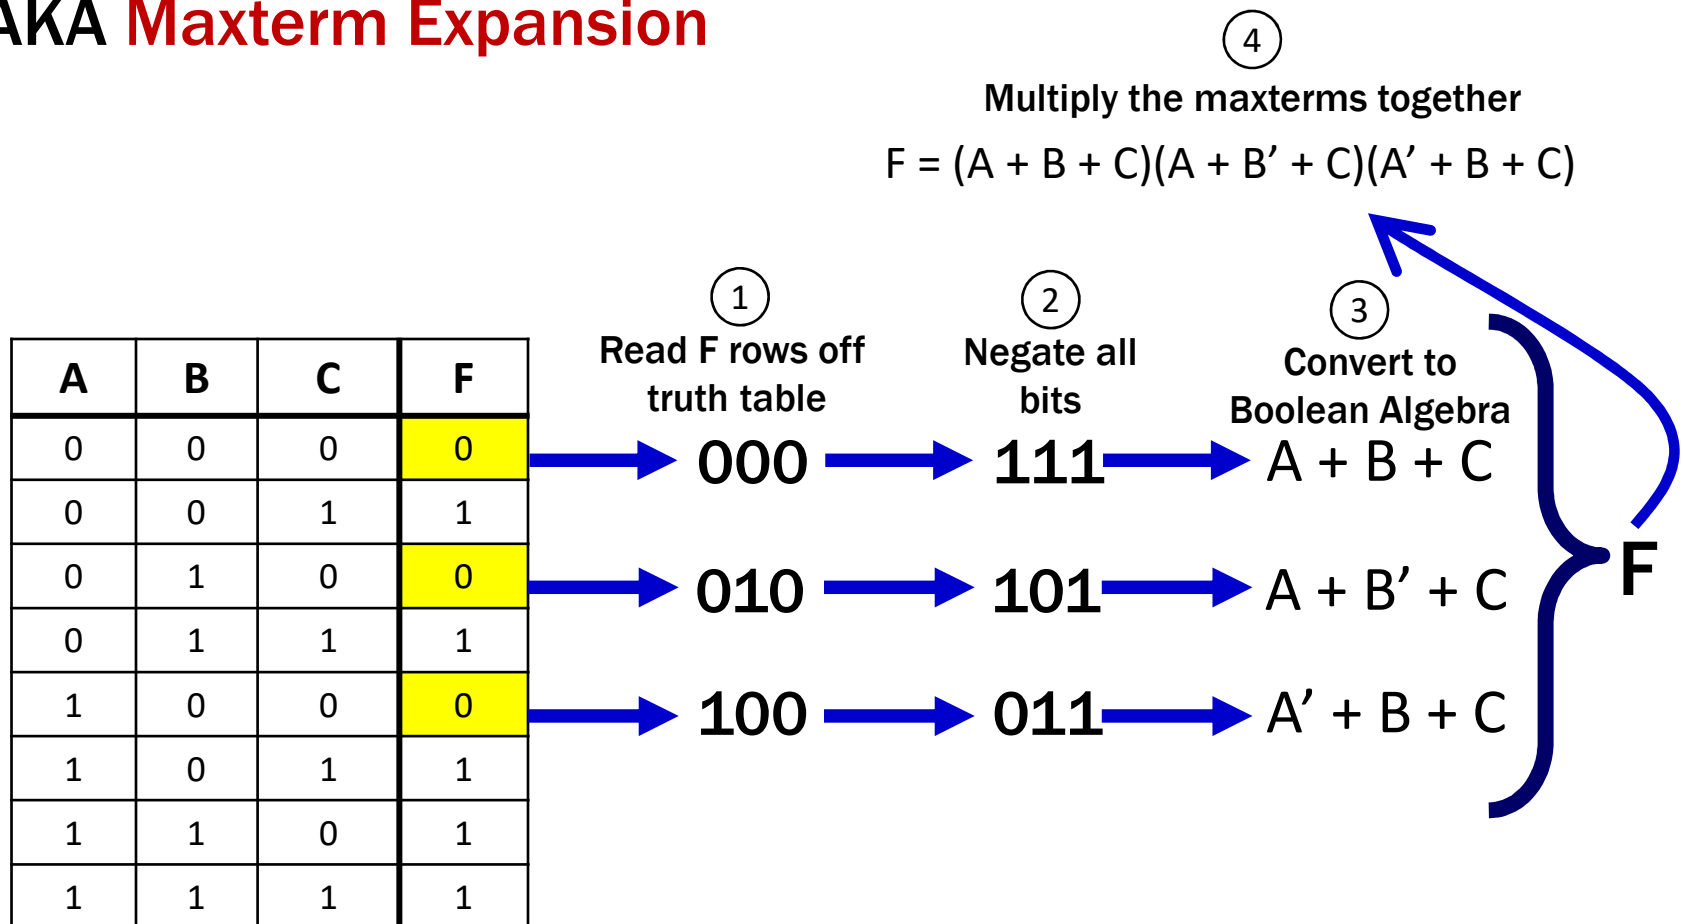 AKA Maxterm Expansion
4
Multiply the maxterms together
F = (A + B + C)(A + B’ + C)(A’ + B + C)
1
Read F rows off
truth table
2
Negate all
bits
3
Convert to
Boolean Algebra
A B C F
0 0 0 0
000 111 A + B + C
0 0 1 1
0 1 0 0
010 101 A + B’ + C
F
0 1 1 1
1 0 0 0
100 011 A’ + B + C
1 0 1 1
1 1 0 1
1 1 1 1